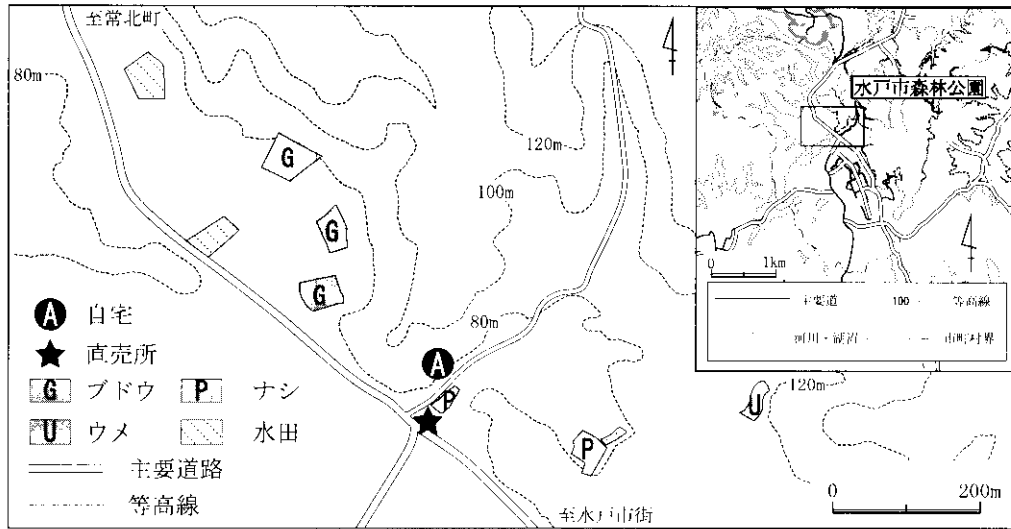 至常北町
80m
G
120m
100m
G
G
80m
A
P
P
U
120m
至水戸市街
0 200m
A 自宅
直売所
G ブドウ P ナシ
U ウメ 水田
主要道路
等高線
水戸市森林公園
0 1km
主要道 100 等高線
河川・湖沼 市町村界